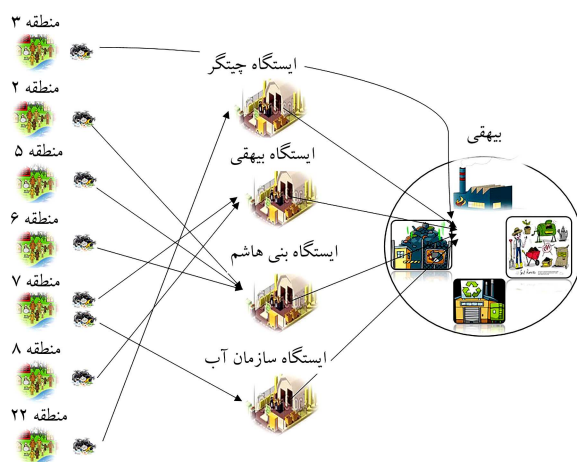 منطقه ۳
منطقه ۲
منطقه ۵
منطقه ۶
منطقه ۷
منطقه ۸
منطقه ۲۲
ایستگاه چیتگر
ایستگاه بیهقی
ایستگاه بنی هاشم
ایستگاه سازمان آب
بیهقی